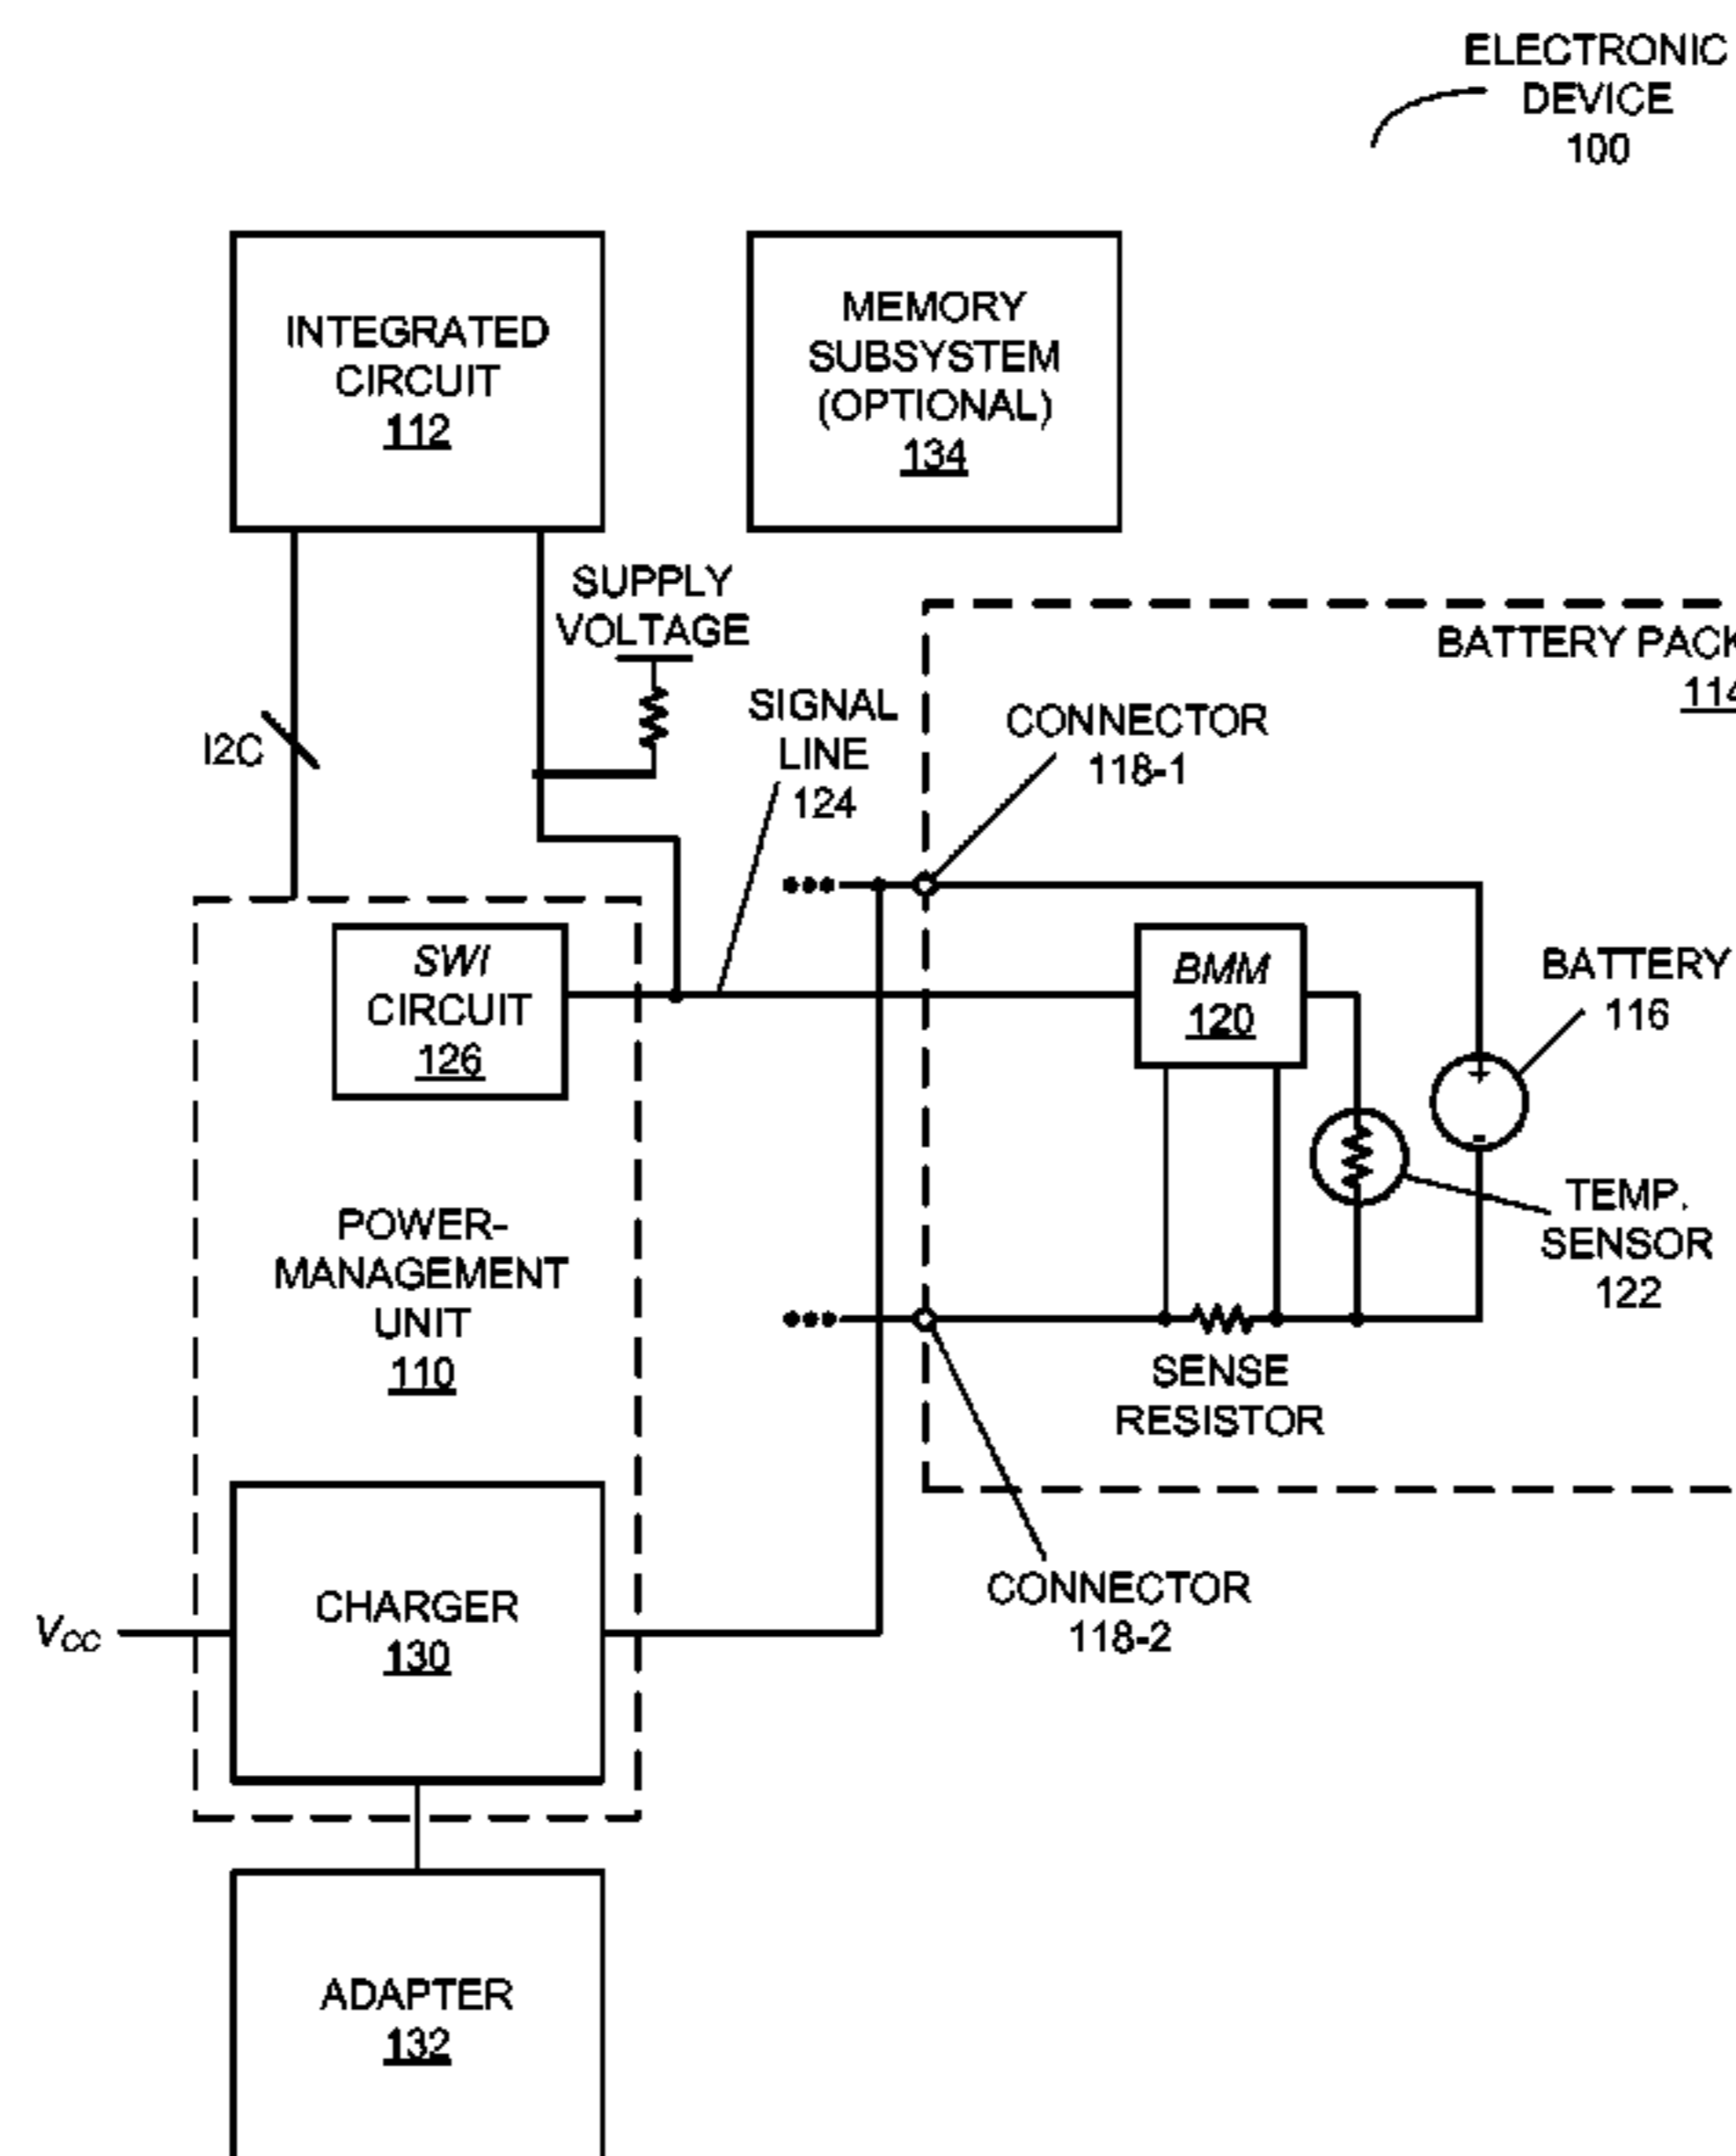 ELECTRONIC
DEVICE
100
INTEGRATED
CIRCUIT
112
MEMORY
SUBSYSTEM
(OPTIONAL)
134
SUPPLY
VOLTAGE
I2C
SIGNAL
LINE
124
CONNECTOR
118-1
BATTERY PACK
114
SWI
CIRCUIT
126
BMM
120
BATTERY
116
+
-
TEMP.
SENSOR
122
POWER-
MANAGEMENT
UNIT
110
SENSE
RESISTOR
CONNECTOR
118-2
CHARGER
130
VCC
ADAPTER
132